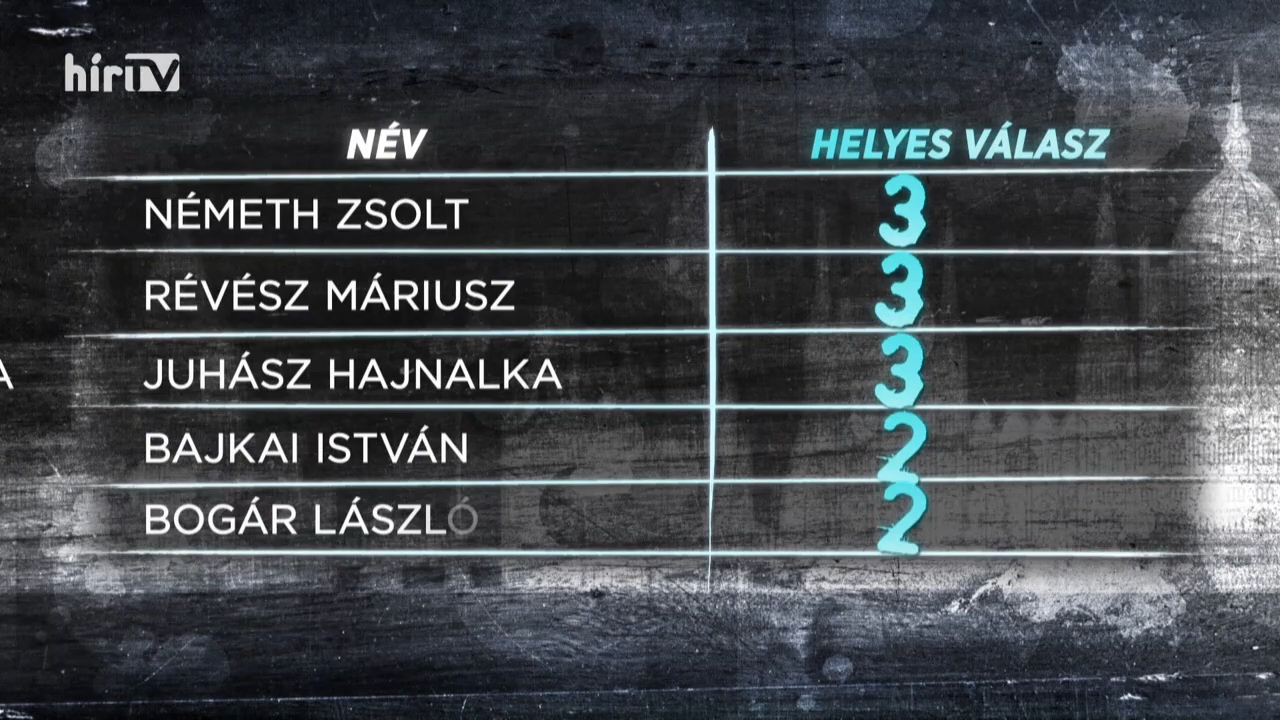 hírTV
NÉV HELYES VÁLASZ
NÉMETH ZSOLT 3
RÉVÉSZ MÁRIUSZ 3
A JUHÁSZ HAJNALKA 3
BAJKAI ISTVÁN 2
BOGÁR LÁSZLÓ 2